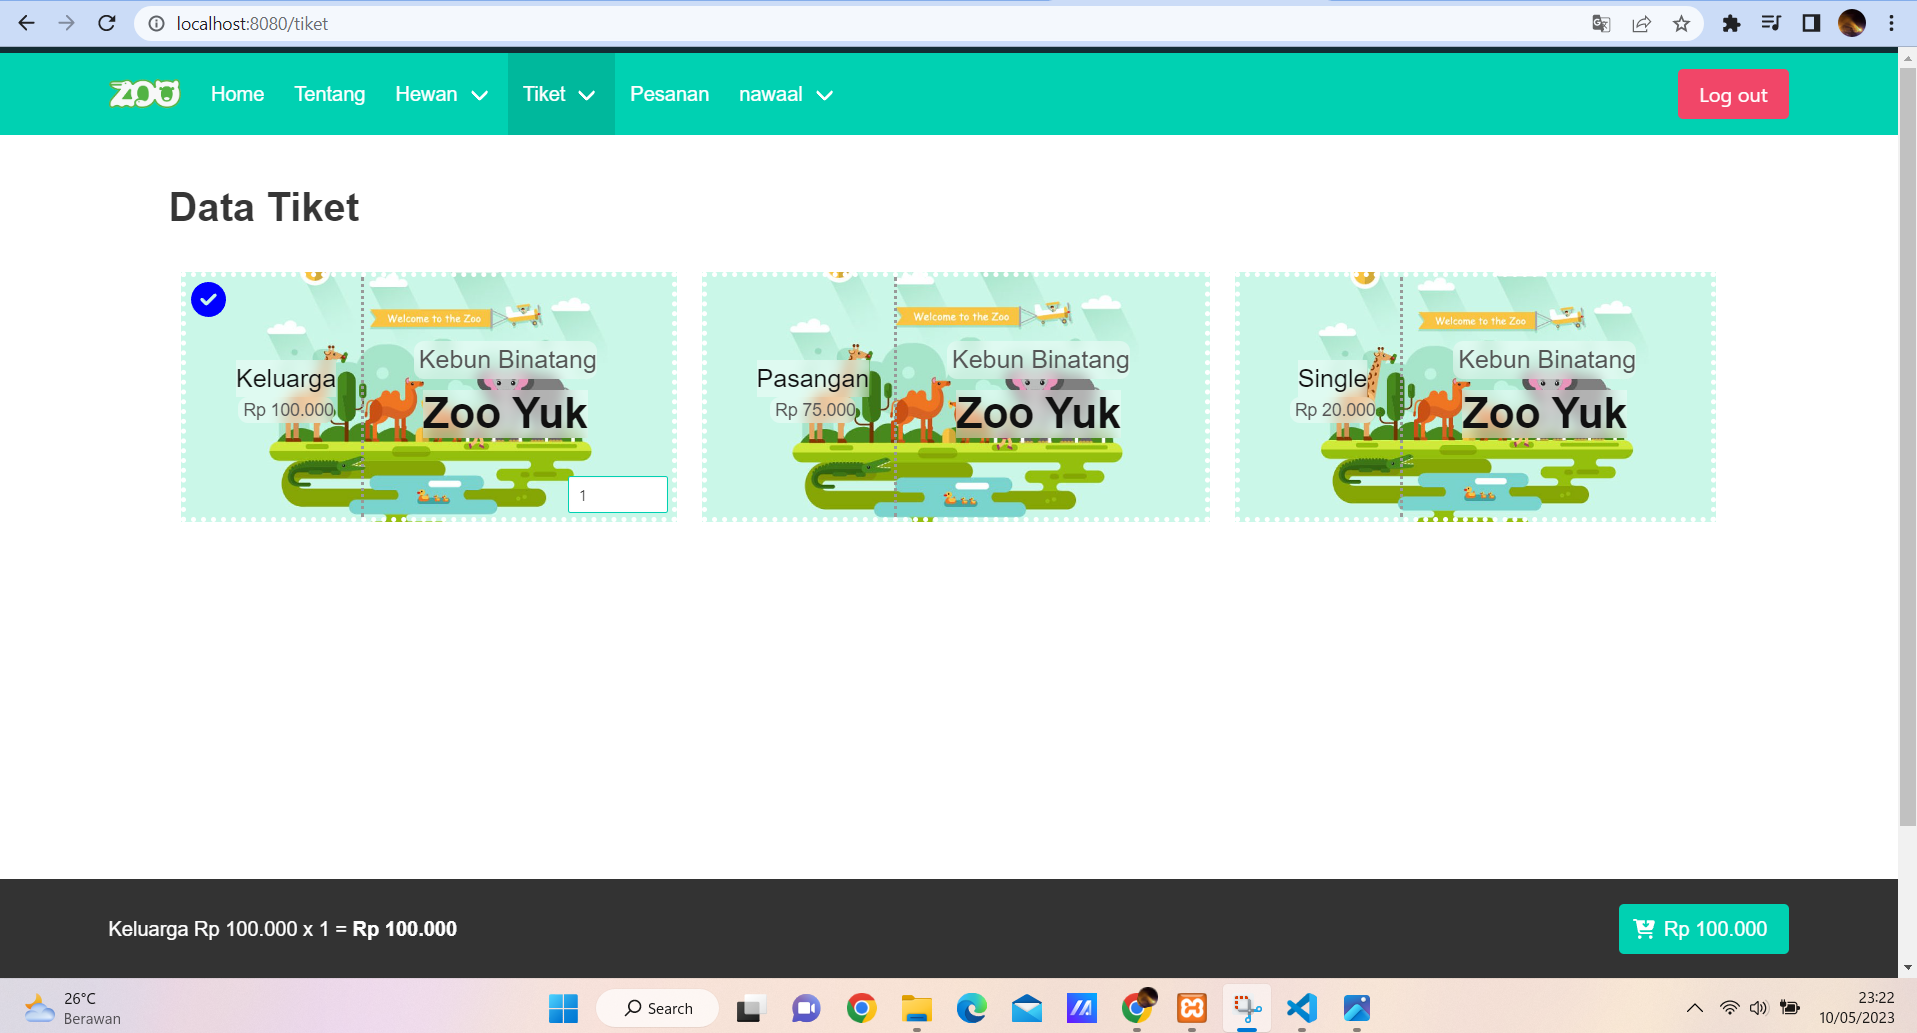 localhost:8080/tiket
ZOO
Home
Tentang
Hewan
Tiket
Pesanan
nawaal
Log out
Data Tiket
Welcome to the Zoo
Kebun Binatang
Keluarga
Rp 100.000
Zoo Yuk
1
Welcome to the Zoo
Kebun Binatang
Pasangan
Rp 75.000
Zoo Yuk
Welcome to the Zoo
Kebun Binatang
Single
Rp 20.000
Zoo Yuk
Keluarga Rp 100.000 x 1 = Rp 100.000
Rp 100.000
26°C
Berawan
Search
23:22
10/05/2023